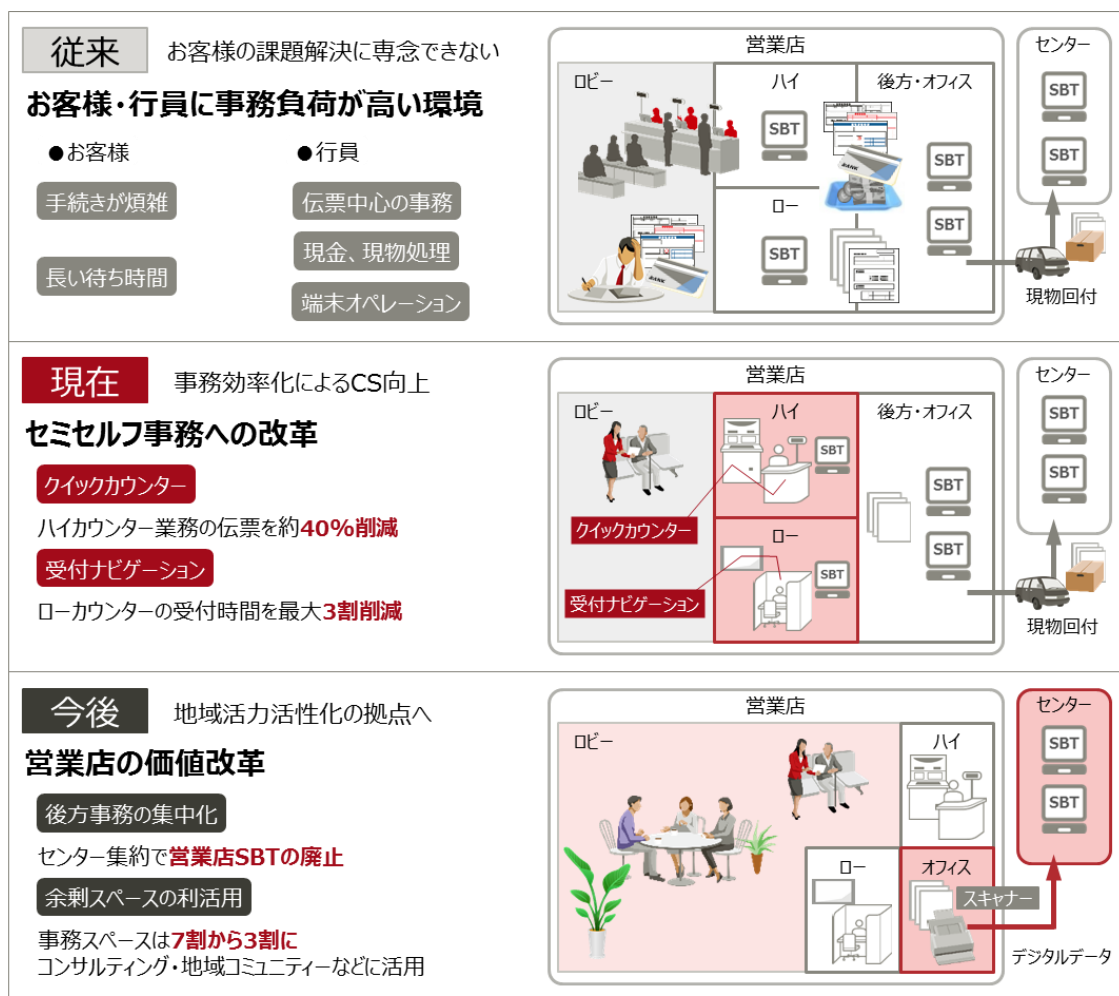 従来
お客様の課題解決に専念できない
お客様・行員に事務負荷が高い環境
●お客様
●行員
手続きが煩雑
長い待ち時間
伝票中心の事務
現金、現物処理
端末オペレーション
営業店
ロビー
ハイ
SBT
ロー
SBT
BANK
BANK
後方・オフィス
SBT
SBT
センター
SBT
SBT
現物回付
現在
事務効率化によるCS向上
セミセルフ事務への改革
クイックカウンター
ハイカウンター業務の伝票を約40%削減
受付ナビゲーション
ローカウンターの受付時間を最大3割削減
営業店
ロビー
ハイ
SBT
クイックカウンター
ロー
SBT
受付ナビゲーション
後方・オフィス
SBT
SBT
センター
SBT
SBT
現物回付
今後
地域活力活性化の拠点へ
営業店の価値改革
後方事務の集中化
センター集約で営業店SBTの廃止
余剰スペースの利活用
事務スペースは7割から3割に
コンサルティング・地域コミュニティーなどに活用
営業店
ロビー
ハイ
ロー
オフィス
スキャナー
センター
SBT
SBT
デジタルデータ